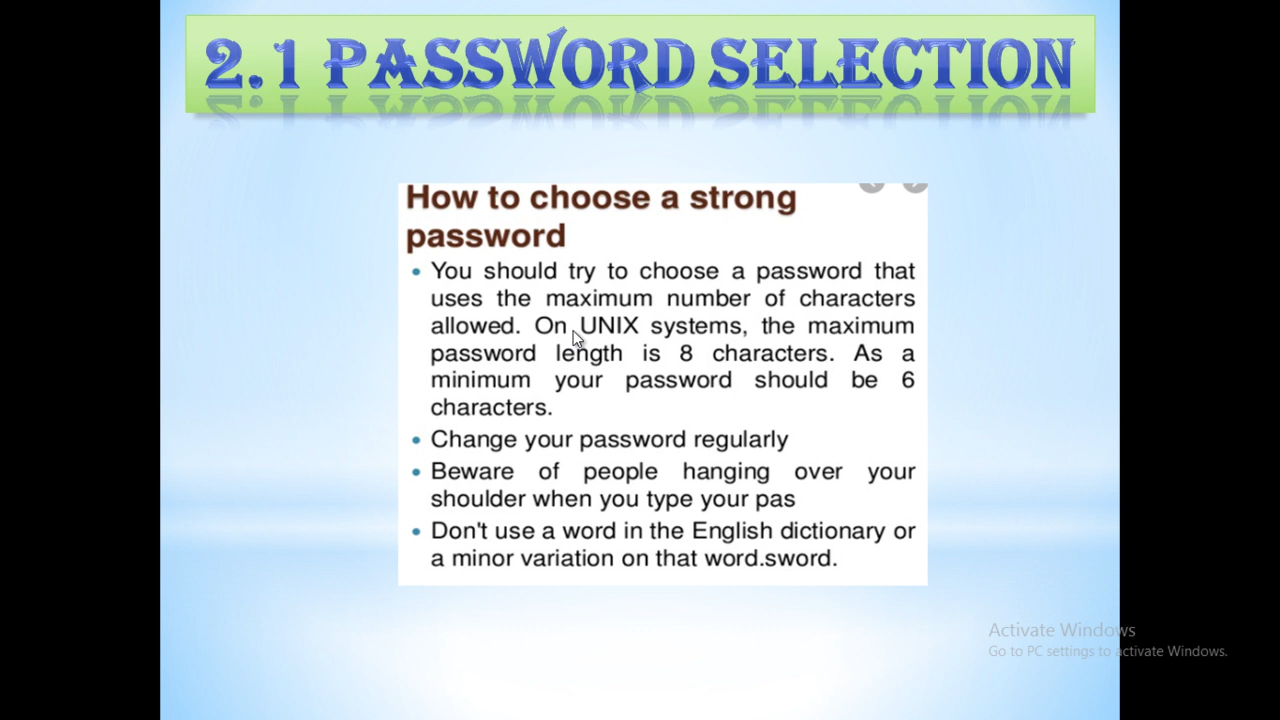 2.1 PASSWORD SELECTION
How to choose a strong
password
• You should try to choose a password that
uses the maximum number of characters
allowed. On UNIX systems, the maximum
password length is 8 characters. As a
minimum your password should be 6
characters.
• Change your password regularly
• Beware of people hanging over your
shoulder when you type your pas
• Don't use a word in the English dictionary or
a minor variation on that word.sword.
Activate Windows
Go to PC settings to activate Windows.